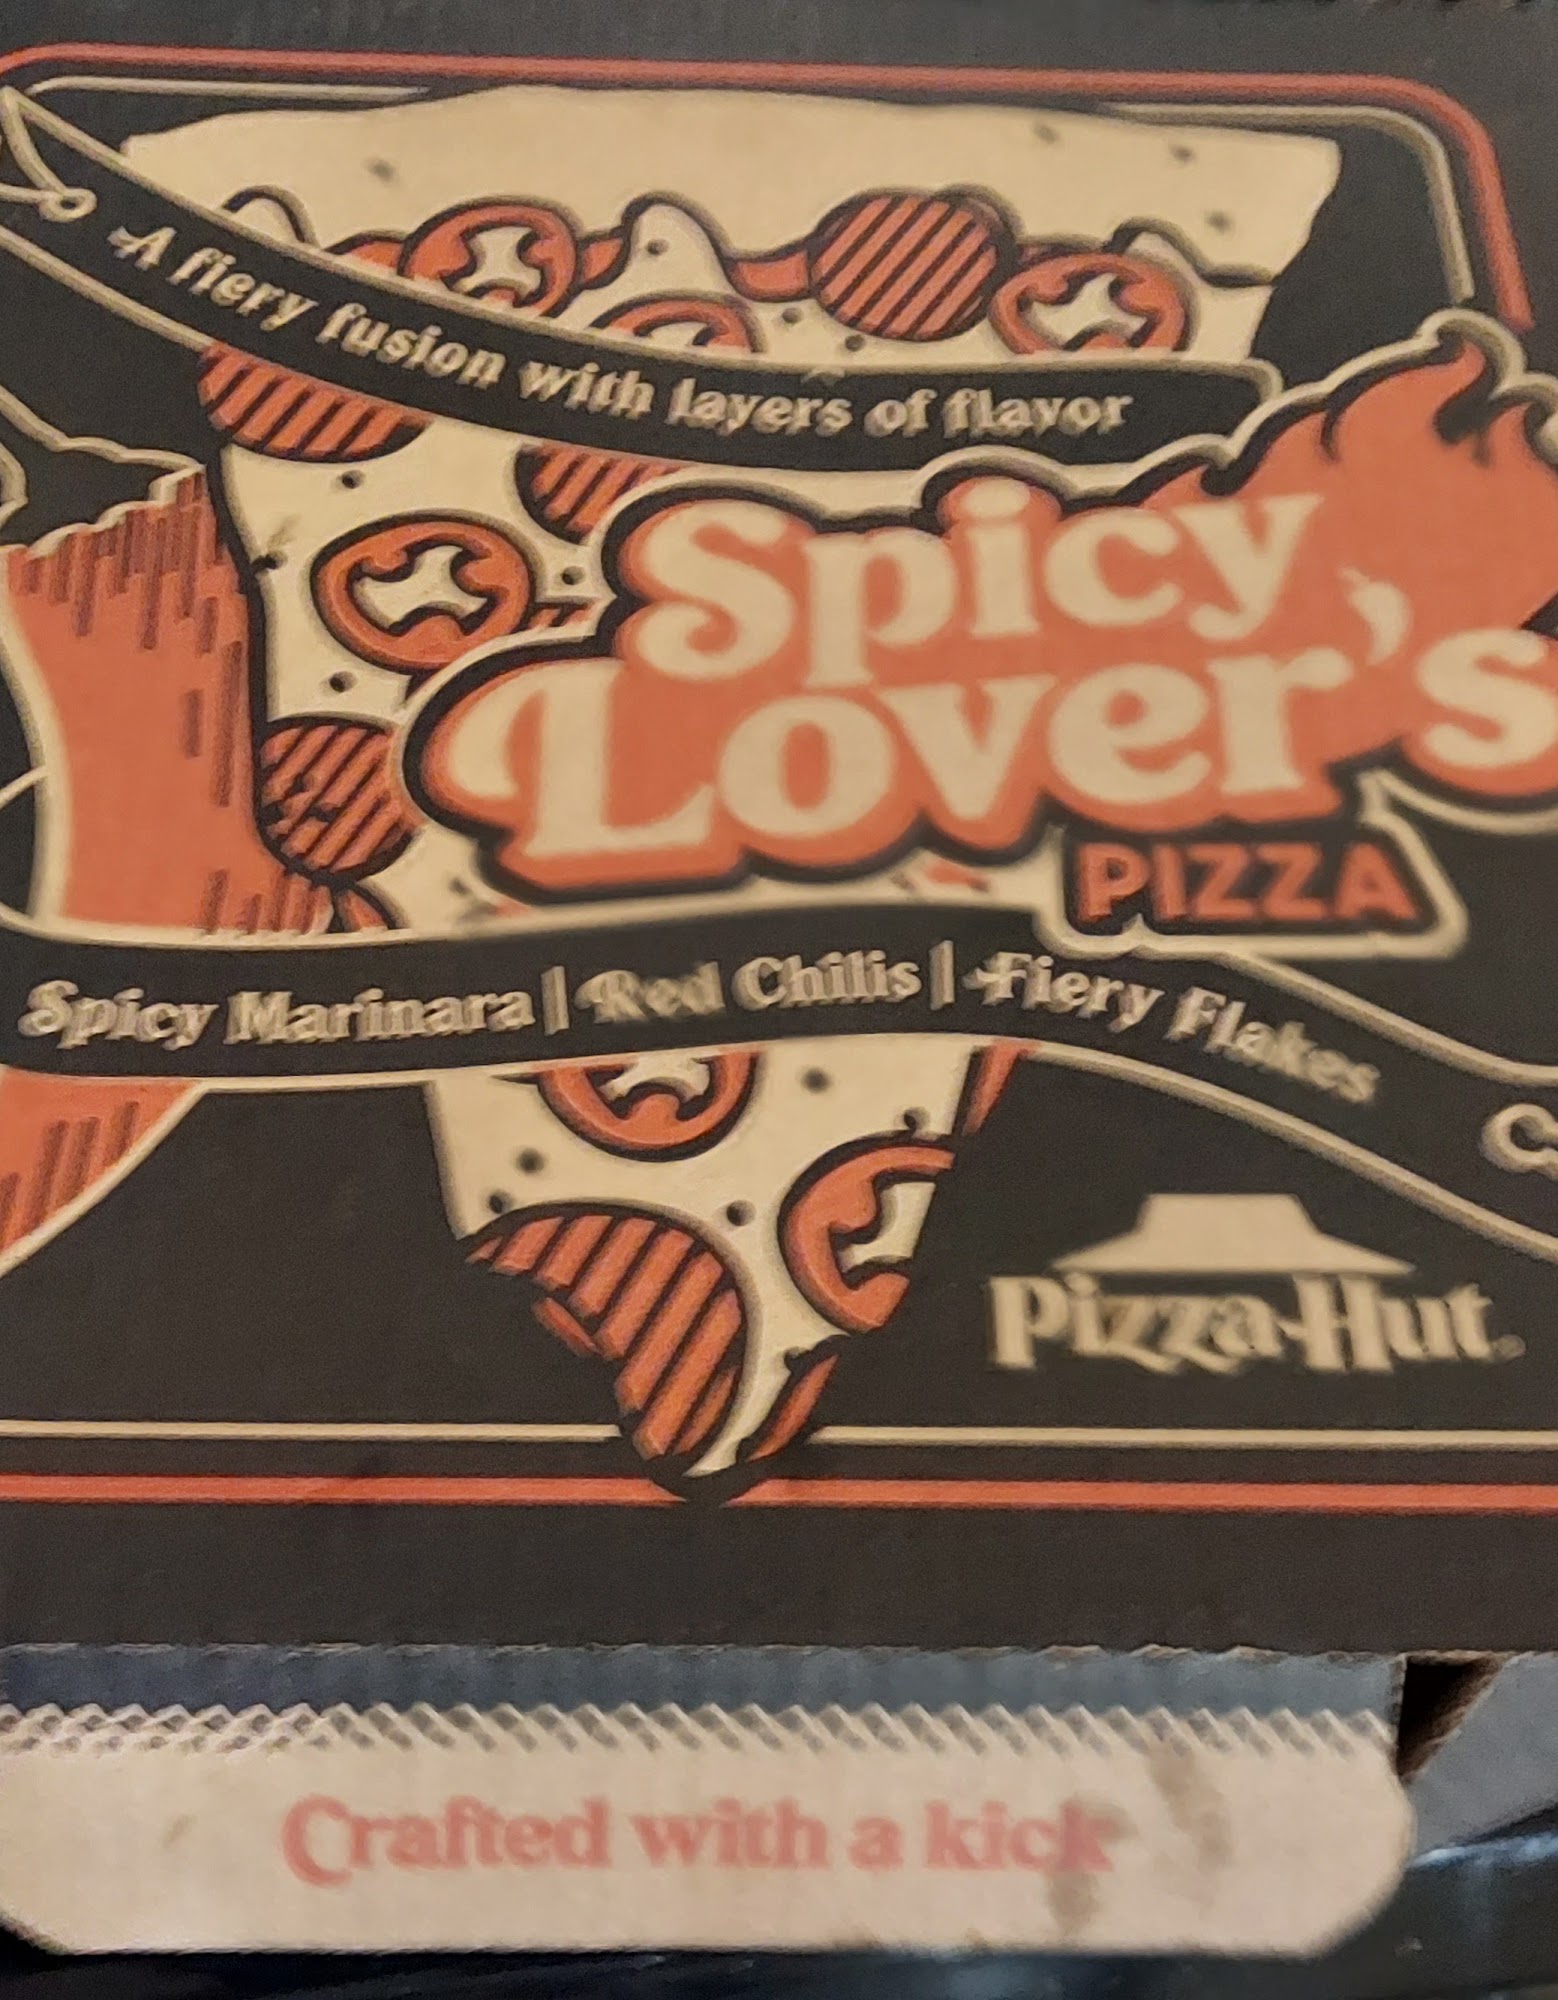 A fiery fusion with layers of flavor
Spicy
Lover's
PIZZA
Spicy Marinara | Red Chilis | Fiery Flakes
Pizza Hut
Crafted with a kick